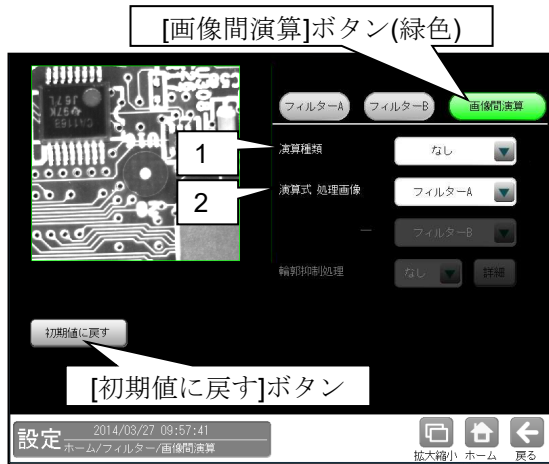 [画像間演算]ボタン(緑色)
フィルターA フィルターB 画像間演算
1 演算種類 なし
2 演算式 処理画像 フィルターA
— フィルターB
輪郭抑制処理 なし 詳細
初期値に戻す
[初期値に戻す]ボタン
設定 2014/03/27 09:57:41
ホーム/フィルター/画像間演算
拡大縮小 ホーム 戻る